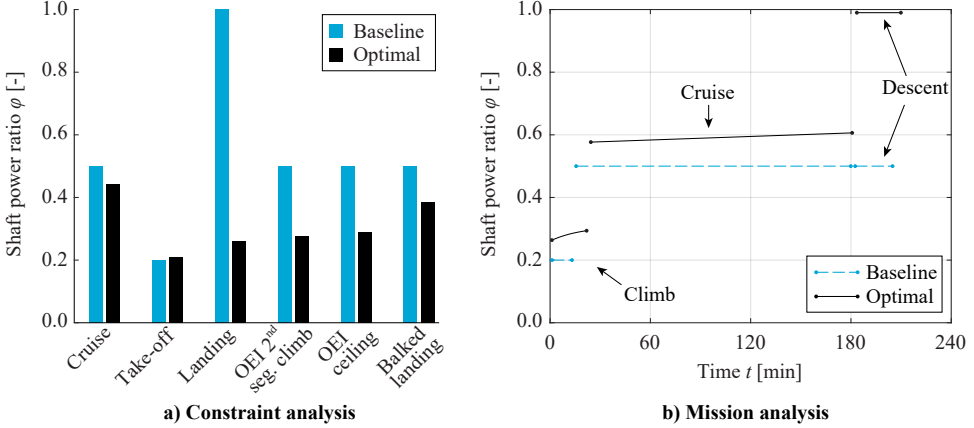 Shaft power ratio φ [-]
1.0
0.8
0.6
0.4
0.2
0.0
Baseline
Optimal
Cruise
Take-off
Landing
OEI 2nd
seg. climb
OEI
ceiling
Balked
landing
a) Constraint analysis
Shaft power ratio φ [-]
1.0
0.8
0.6
0.4
0.2
0.0
Cruise
Descent
Climb
Baseline
Optimal
0
60
120
180
240
Time t [min]
b) Mission analysis